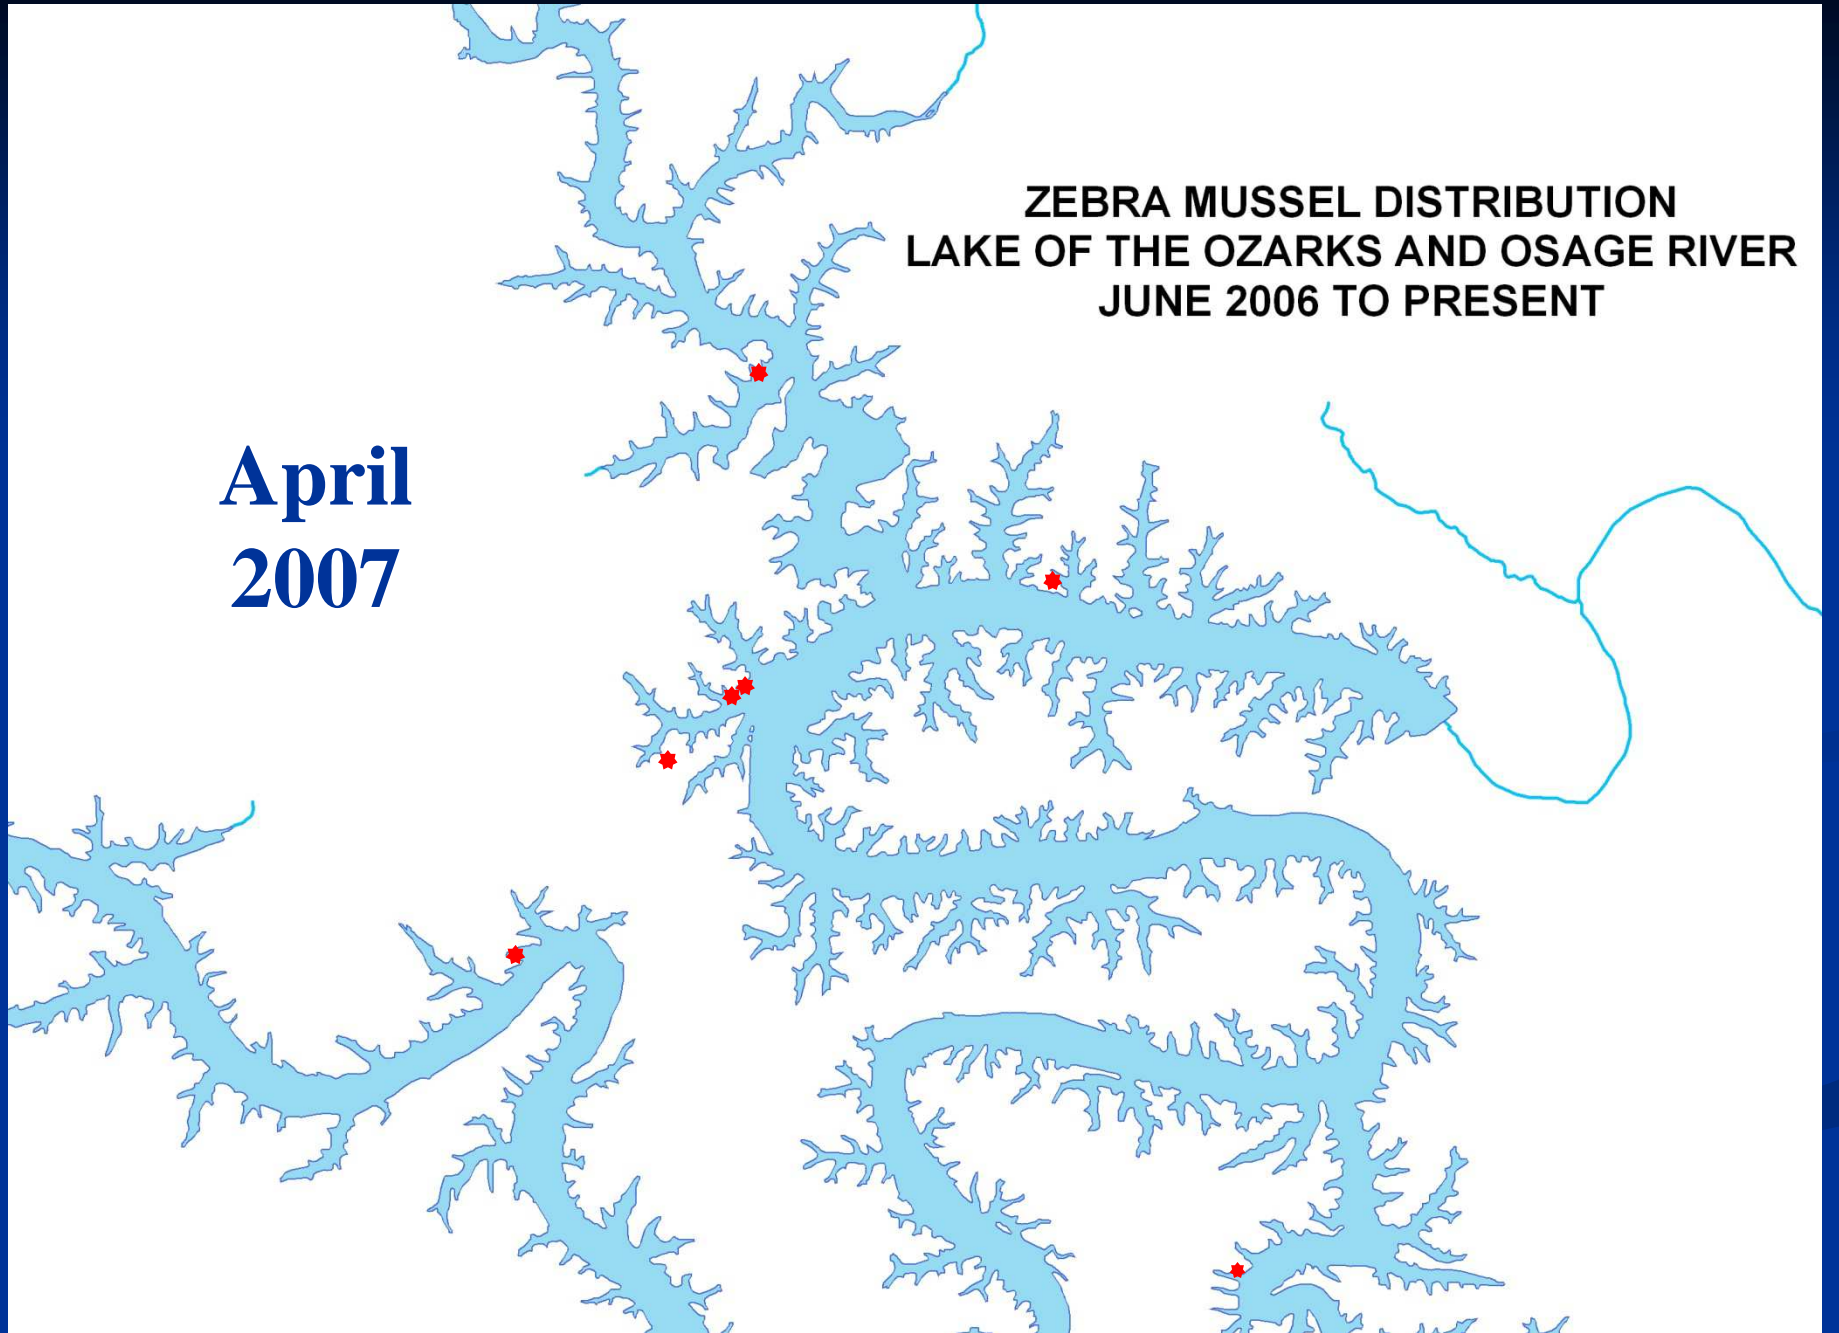 ZEBRA MUSSEL DISTRIBUTION
LAKE OF THE OZARKS AND OSAGE RIVER
JUNE 2006 TO PRESENT
April
2007